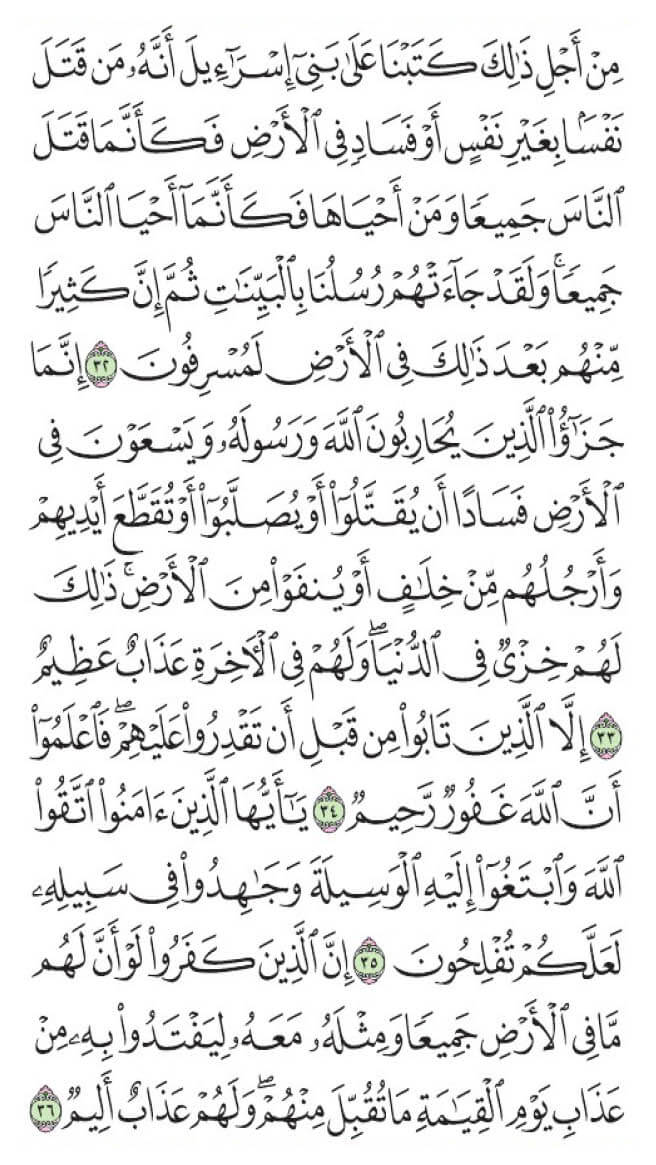 مِنْ أَجْلِ ذَٰلِكَ كَتَبْنَا عَلَىٰ بَنِىٓ إِسْرَٰٓءِيلَ أَنَّهُۥ مَن قَتَلَ
نَفْسًۢا بِغَيْرِ نَفْسٍ أَوْ فَسَادٍ فِى ٱلْأَرْضِ فَكَأَنَّمَا قَتَلَ
ٱلنَّاسَ جَمِيعًا وَمَنْ أَحْيَاهَا فَكَأَنَّمَآ أَحْيَا ٱلنَّاسَ
جَمِيعًا ۚ وَلَقَدْ جَآءَتْهُمْ رُسُلُنَا بِٱلْبَيِّنَٰتِ ثُمَّ إِنَّ كَثِيرًا
مِّنْهُم بَعْدَ ذَٰلِكَ فِى ٱلْأَرْضِ لَمُسْرِفُونَ ٣٢ إِنَّمَا
جَزَٰٓؤُا۟ ٱلَّذِينَ يُحَارِبُونَ ٱللَّهَ وَرَسُولَهُۥ وَيَسْعَوْنَ فِى
ٱلْأَرْضِ فَسَادًا أَن يُقَتَّلُوٓا۟ أَوْ يُصَلَّبُوٓا۟ أَوْ تُقَطَّعَ أَيْدِيهِمْ
وَأَرْجُلُهُم مِّنْ خِلَٰفٍ أَوْ يُنفَوْا۟ مِنَ ٱلْأَرْضِ ۚ ذَٰلِكَ
لَهُمْ خِزْىٌ فِى ٱلدُّنْيَا ۖ وَلَهُمْ فِى ٱلْءَاخِرَةِ عَذَابٌ عَظِيمٌ
٣٣ إِلَّا ٱلَّذِينَ تَابُوا۟ مِن قَبْلِ أَن تَقْدِرُوا۟ عَلَيْهِمْ ۖ فَٱعْلَمُوٓا۟
أَنَّ ٱللَّهَ غَفُورٌ رَّحِيمٌ ٣٤ يَٰٓأَيُّهَا ٱلَّذِينَ ءَامَنُوا۟ ٱتَّقُوا۟
ٱللَّهَ وَٱبْتَغُوٓا۟ إِلَيْهِ ٱلْوَسِيلَةَ وَجَٰهِدُوا۟ فِى سَبِيلِهِۦ
لَعَلَّكُمْ تُفْلِحُونَ ٣٥ إِنَّ ٱلَّذِينَ كَفَرُوا۟ لَوْ أَنَّ لَهُم
مَّا فِى ٱلْأَرْضِ جَمِيعًا وَمِثْلَهُۥ مَعَهُۥ لِيَفْتَدُوا۟ بِهِۦ مِنْ
عَذَابِ يَوْمِ ٱلْقِيَٰمَةِ مَا تُقُبِّلَ مِنْهُمْ ۖ وَلَهُمْ عَذَابٌ أَلِيمٌ ٣٦